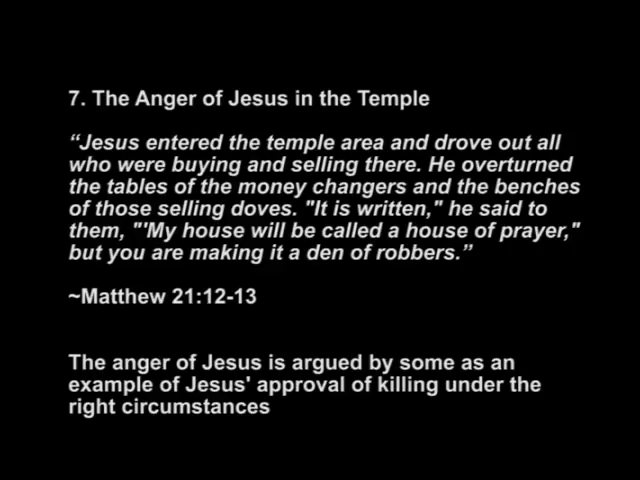 7. The Anger of Jesus in the Temple
“Jesus entered the temple area and drove out all
who were buying and selling there. He overturned
the tables of the money changers and the benches
of those selling doves. "It is written," he said to
them, "'My house will be called a house of prayer,"
but you are making it a den of robbers.”
~Matthew 21:12-13
The anger of Jesus is argued by some as an
example of Jesus' approval of killing under the
right circumstances